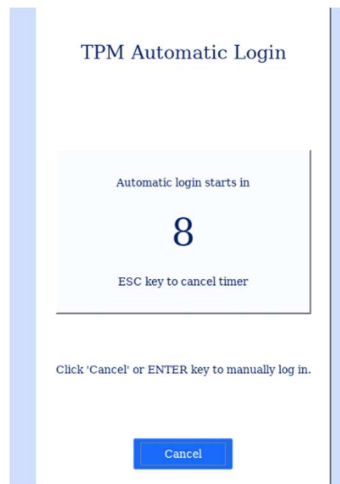 TPM Automatic Login
Automatic login starts in
8
ESC key to cancel timer
Click 'Cancel' or ENTER key to manually log in.
Cancel